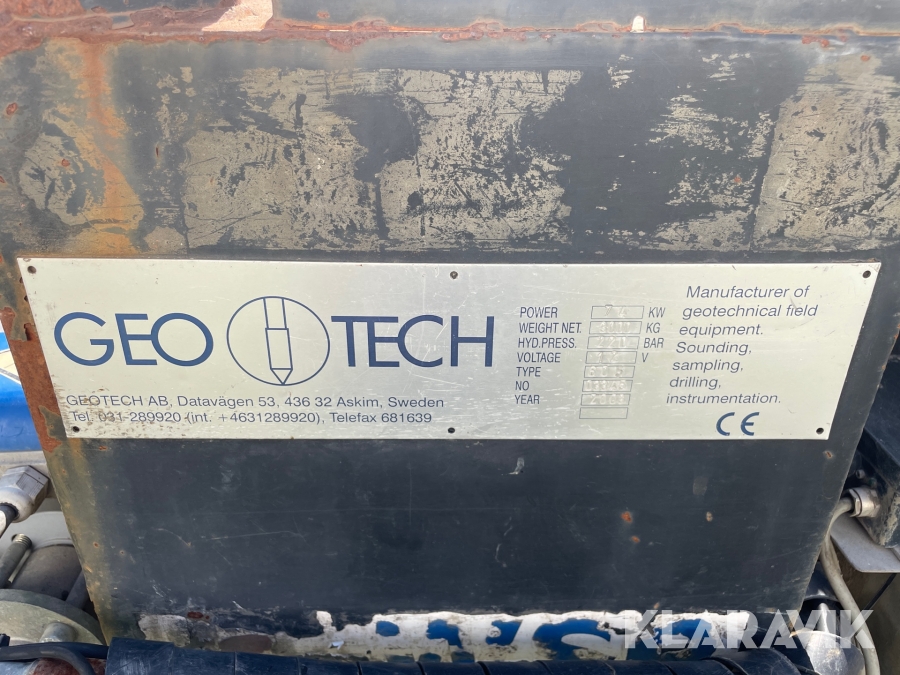 GEO TECH
GEOTECH AB, Datavägen 53, 436 32 Askim, Sweden
Tel. 031-289920 (int. +4631289920), Telefax 681639
POWER KW
WEIGHT NET. KG
HYD.PRESS. BAR
VOLTAGE V
TYPE
NO
YEAR
Manufacturer of
geotechnical field
equipment.
Sounding,
sampling,
drilling,
instrumentation.
CE
KLARAVIK
KLARAVIK